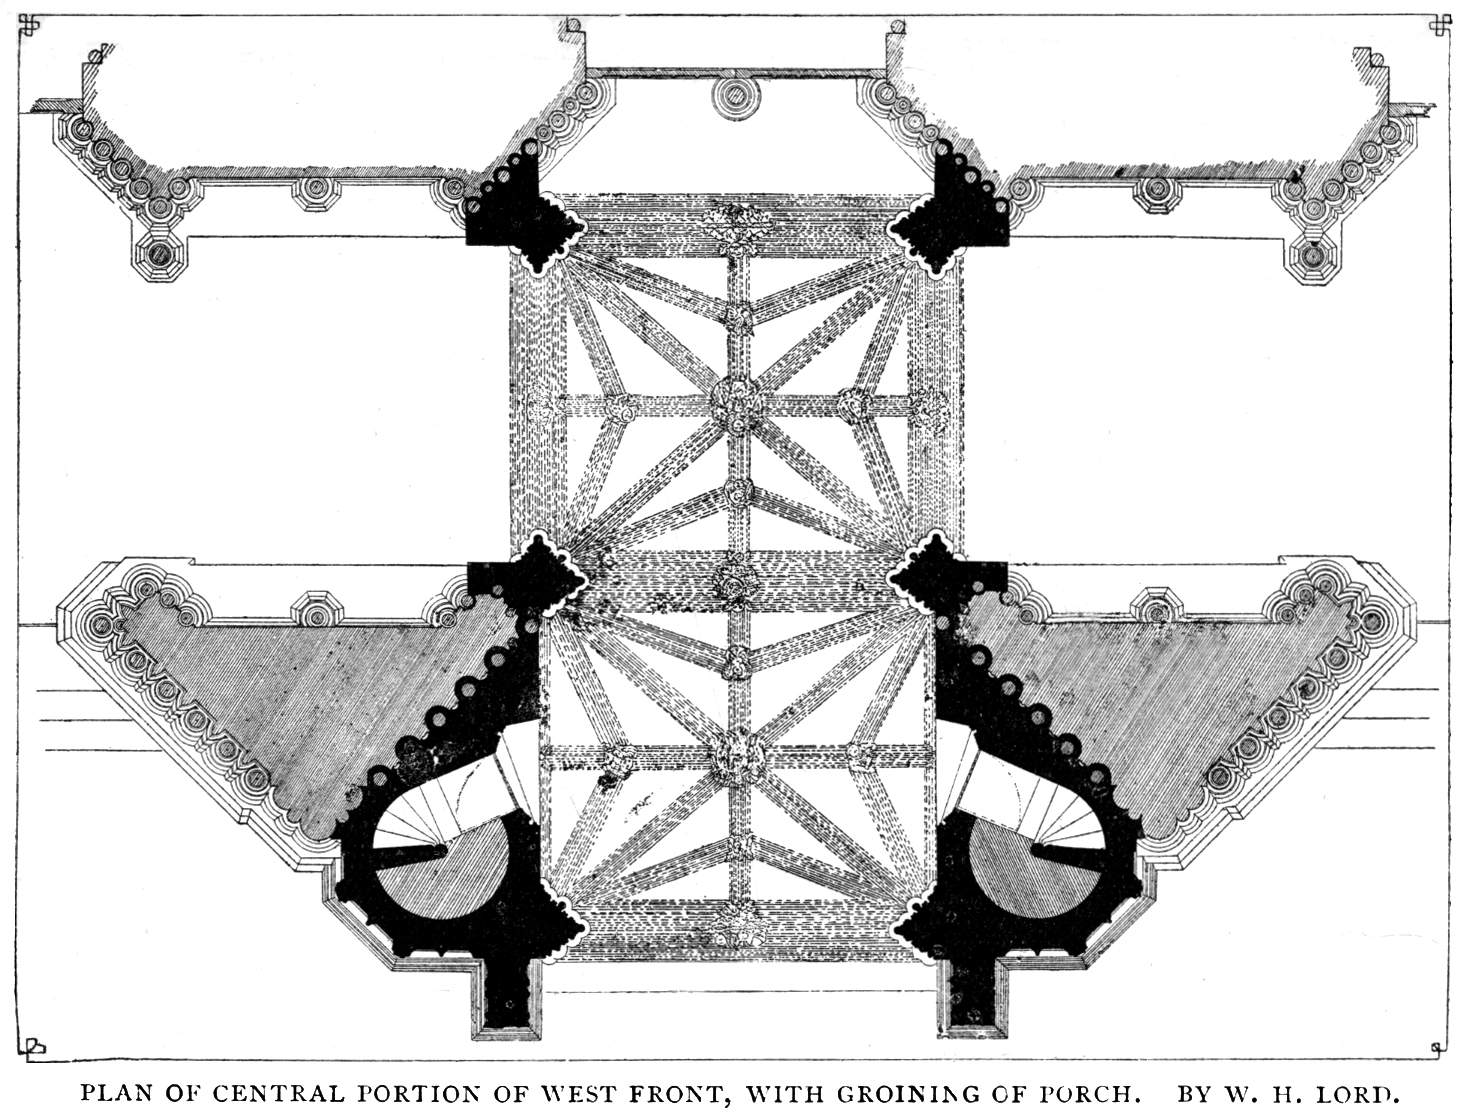 PLAN OF CENTRAL PORTION OF WEST FRONT, WITH GROINING OF PORCH. BY W. H. LORD.